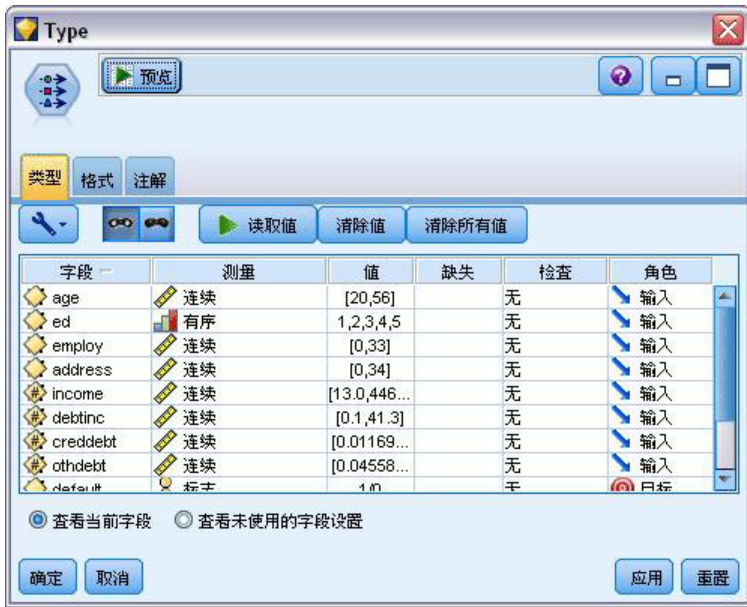 Type
预览
类型 格式 注解
读取值 清除值 清除所有值
字段 测量 值 缺失 检查 角色
age 连续 [20,56] 无 输入
ed 有序 1,2,3,4,5 无 输入
employ 连续 [0,33] 无 输入
address 连续 [0,34] 无 输入
income 连续 [13.0,446... 无 输入
debtinc 连续 [0.1,41.3] 无 输入
creddebt 连续 [0.01169... 无 输入
othdebt 连续 [0.04558... 无 输入
default 标志 1/0 无 目标
查看当前字段 查看未使用的字段设置
确定 取消 应用 重置